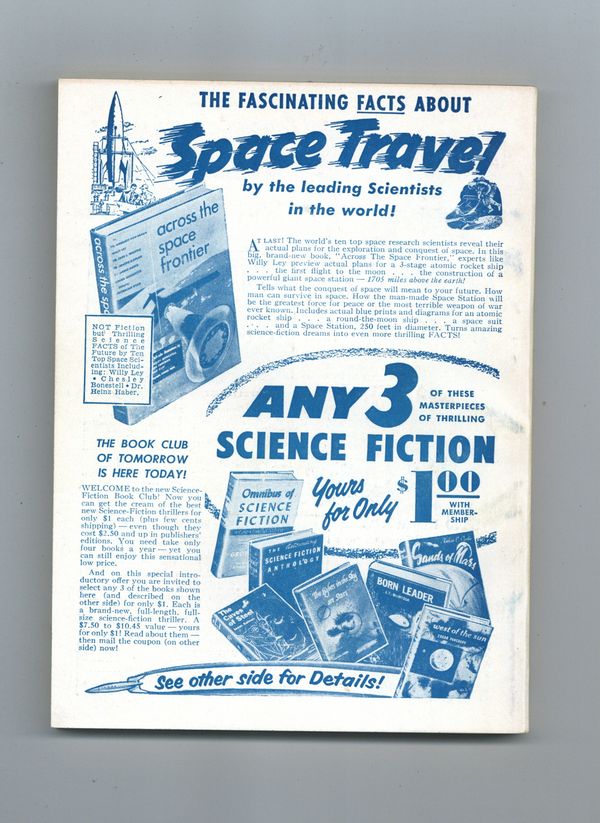 THE FASCINATING FACTS ABOUT
Space Travel
by the leading Scientists
in the world!
across the
space
frontier
across the spa
AT LAST! The world's ten top space research scientists reveal their
actual plans for the exploration and conquest of space. In this
big, brand-new book, "Across The Space Frontier," experts like
Willy Ley preview actual plans for a 3-stage atomic rocket ship
. . . the first flight to the moon . . . the construction of a
powerful giant space station — 1705 miles above the earth!
Tells what the conquest of space will mean to your future. How
man can survive in space. How the man-made Space Station will
be the greatest force for peace or the most terrible weapon of war
ever known. Includes actual blue prints and diagrams for an atomic
rocket ship . . . . a round-the-moon ship . . . . a space suit
. . . . and a Space Station, 250 feet in diameter. Turns amazing
science-fiction dreams into even more thrilling FACTS!
NOT Fiction
but Thrilling
Science
FACTS of The
Future by Ten
Top Space Sci-
entists Includ-
ing: Willy Ley
• Chesley
Bonestell • Dr.
Heinz Haber.
ANY 3
OF THESE
MASTERPIECES
OF THRILLING
SCIENCE FICTION
Yours
for Only
$1.00
WITH
MEMBER-
SHIP
THE BOOK CLUB
OF TOMORROW
IS HERE TODAY!
WELCOME to the new Science-
Fiction Book Club! Now you
can get the cream of the best
new Science-Fiction thrillers for
only $1 each (plus few cents
shipping) — even though they
cost $2.50 and up in publishers'
editions. You need take only
four books a year — yet you
can still enjoy this sensational
low price.
And on this special intro-
ductory offer you are invited to
select any 3 of the books shown
here (and described on the
other side) for only $1. Each is
a brand-new, full-length, full-
size science-fiction thriller. A
$7.50 to $10.45 value — yours
for only $1! Read about them —
then mail the coupon (on other
side) now!
Omnibus of
SCIENCE
FICTION
THE Astounding
SCIENCE FICTION
ANTHOLOGY
The
Caves
of Steel
The Lights in the Sky
are Stars
BORN LEADER
Sands of Mars
west of the sun
EDGAR PANGBORN
See other side for Details!